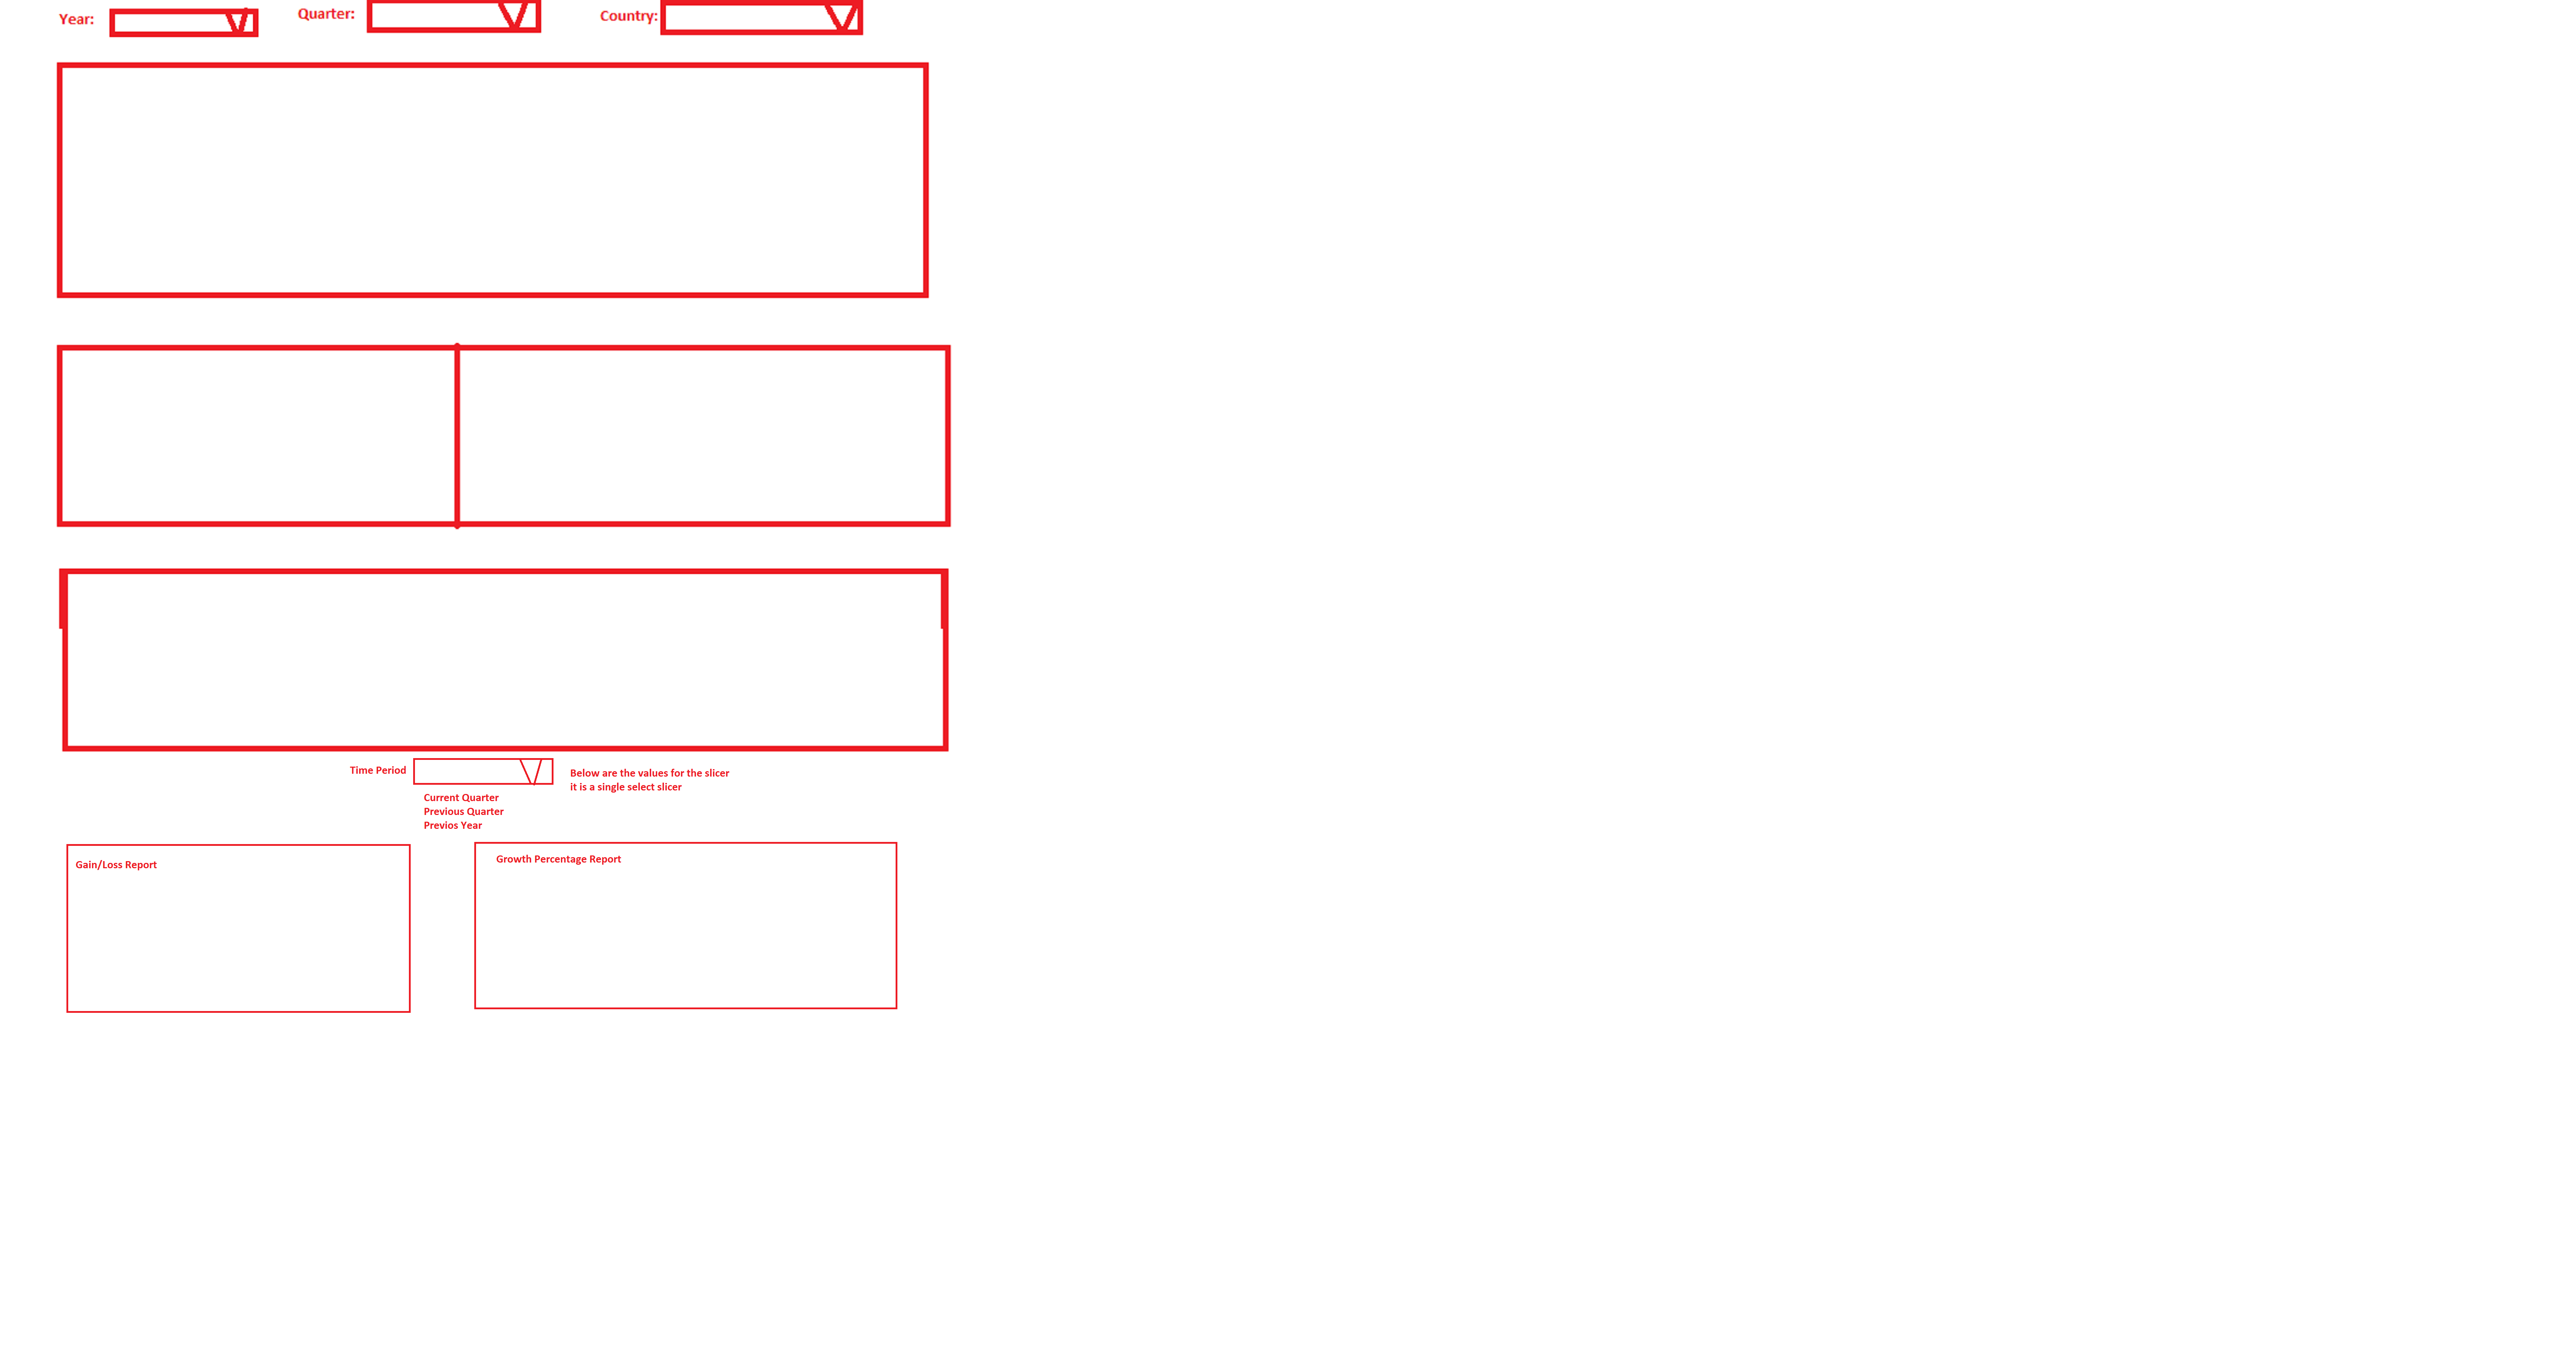 Year:
Quarter:
Country:
Time Period
Below are the values for the slicer
it is a single select slicer
Current Quarter
Previous Quarter
Previos Year
Gain/Loss Report
Growth Percentage Report